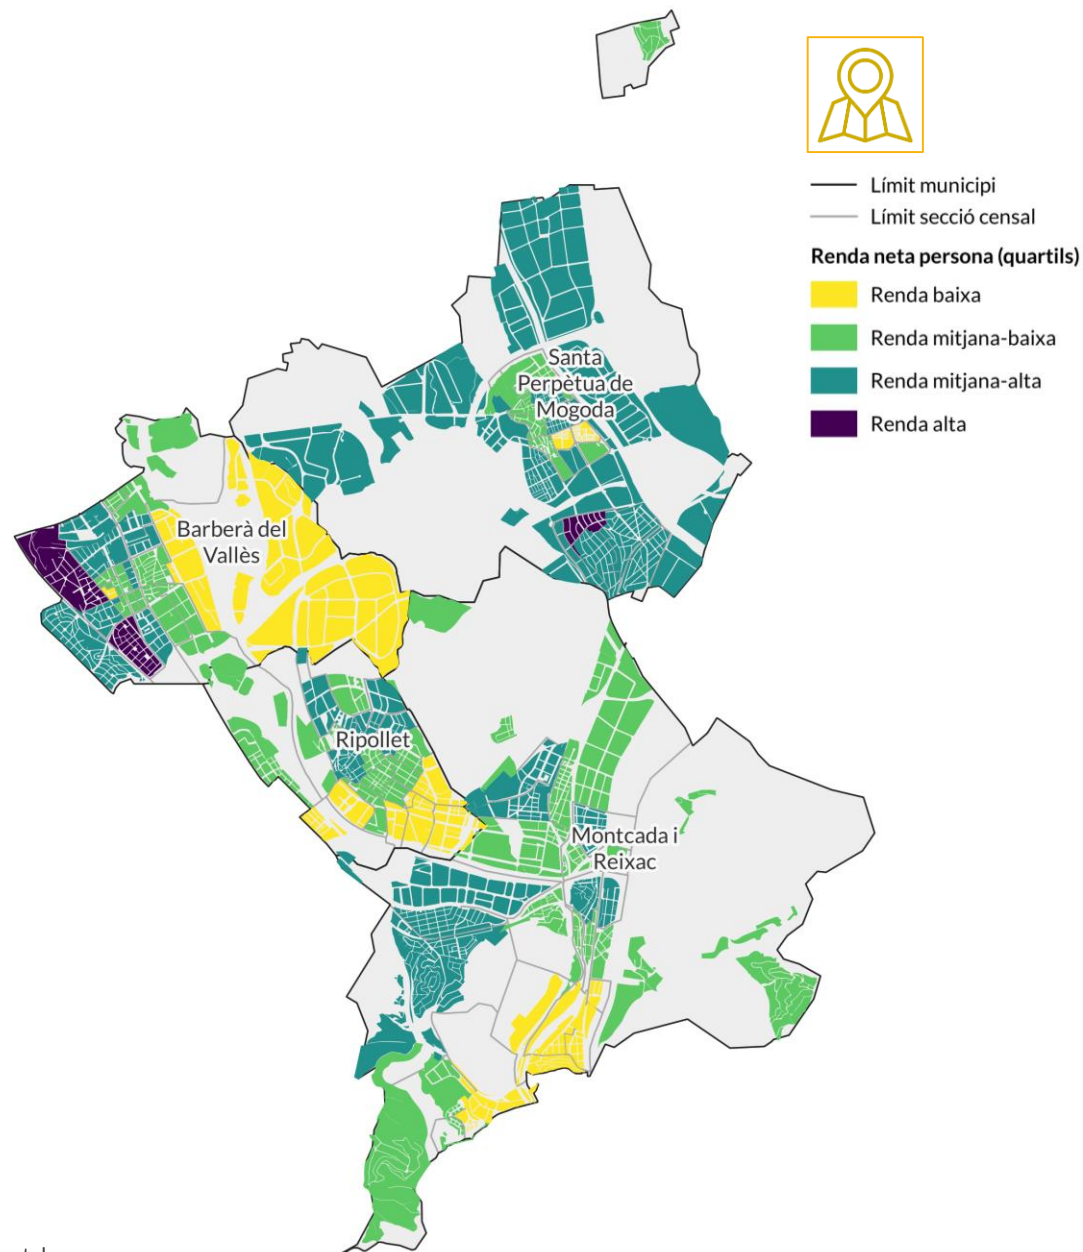 Límit municipi
Límit secció censal
Renda neta persona (quartils)
Renda baixa
Renda mitjana-baixa
Renda mitjana-alta
Renda alta
Santa
Perpètua de
Mogoda
Barberà del
Vallès
Ripollet
Montcada i
Reixac